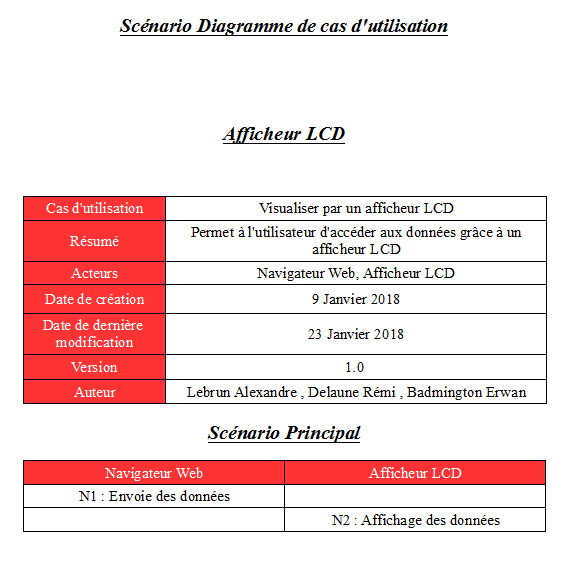 Scénario Diagramme de cas d'utilisation
Afficheur LCD
Cas d'utilisation Visualiser par un afficheur LCD
Résumé Permet à l'utilisateur d'accéder aux données grâce à un
afficheur LCD
Acteurs Navigateur Web, Afficheur LCD
Date de création 9 Janvier 2018
Date de dernière
modification 23 Janvier 2018
Version 1.0
Auteur Lebrun Alexandre , Delaune Rémi , Badmington Erwan
Scénario Principal
Navigateur Web Afficheur LCD
N1 : Envoie des données
N2 : Affichage des données